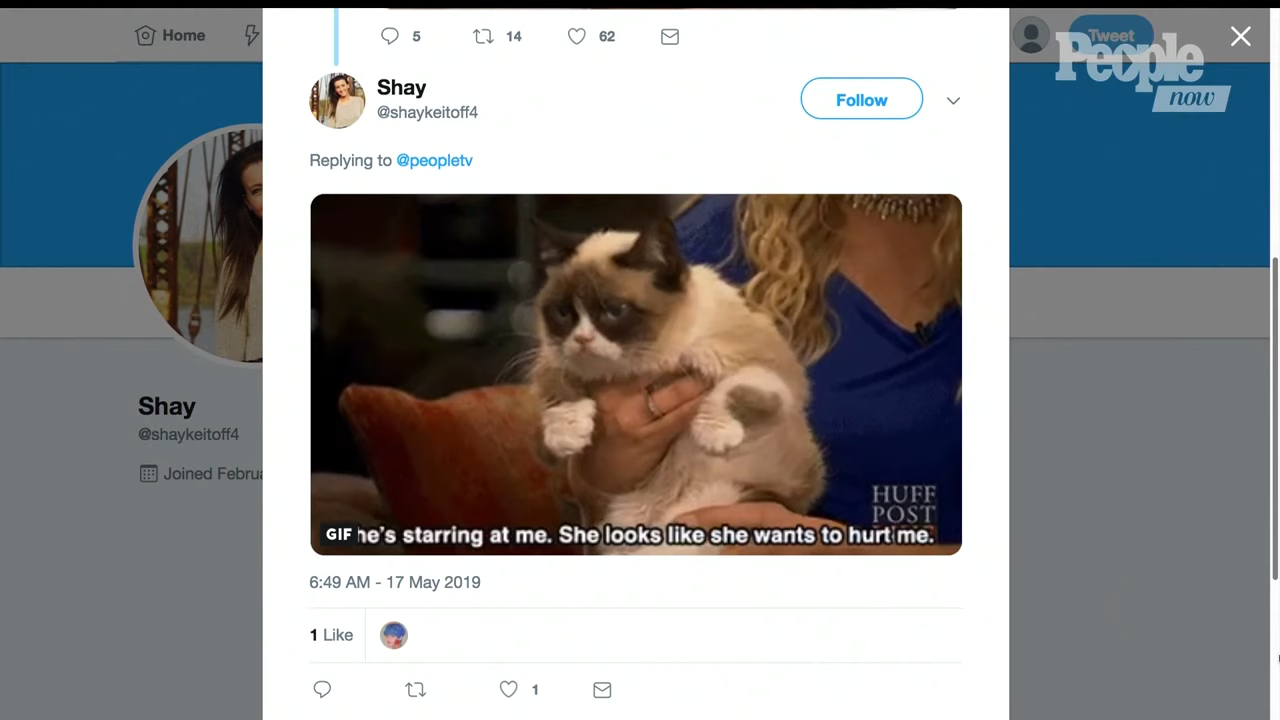 Home
Tweet
People
now
5 14 62
Shay
@shaykeitoff4
Follow
Replying to @peopletv
HUFF
POST
GIF he's starring at me. She looks like she wants to hurt me.
6:49 AM - 17 May 2019
1 Like
1
Shay
@shaykeitoff4
Joined Februa